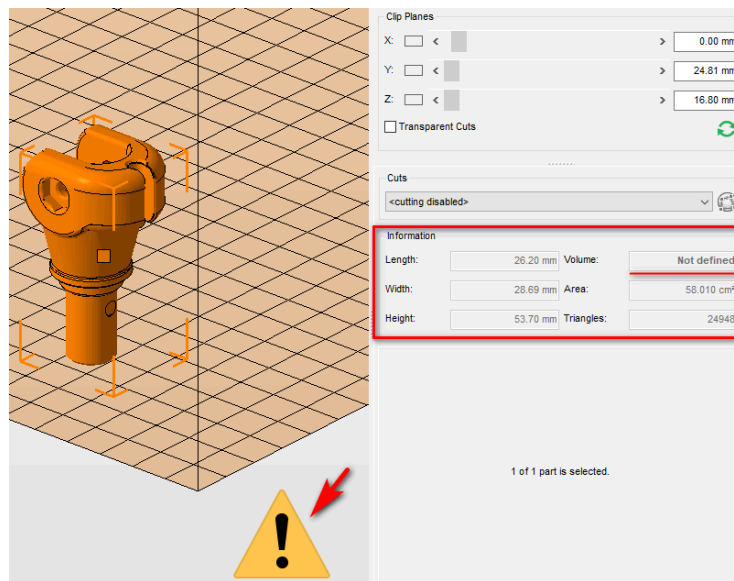 Clip Planes
X: < > 0.00 mm
Y: < > 24.81 mm
Z: < > 16.80 mm
Transparent Cuts
Cuts
<cutting disabled>
Information
Length: 26.20 mm Volume: Not defined
Width: 28.69 mm Area: 58.010 cm²
Height: 53.70 mm Triangles: 24948
1 of 1 part is selected.